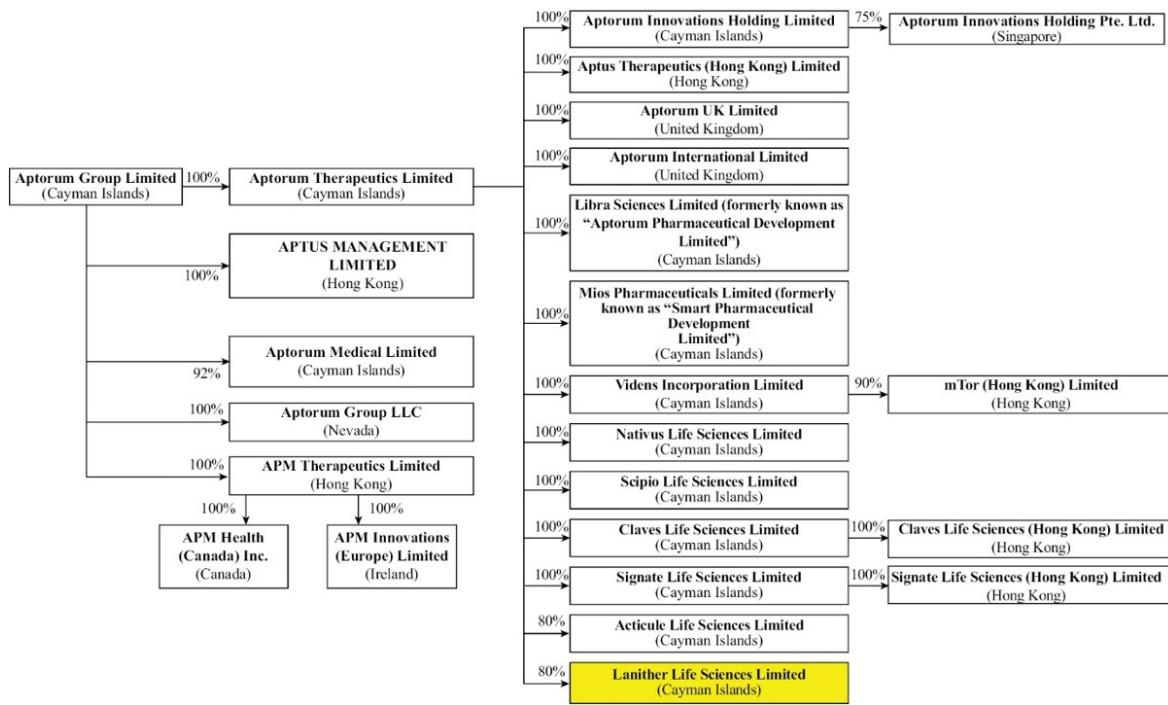 Aptorum Group Limited
(Cayman Islands)
100%
Aptorum Therapeutics Limited
(Cayman Islands)
100%
APTUS MANAGEMENT
LIMITED
(Hong Kong)
92%
Aptorum Medical Limited
(Cayman Islands)
100%
Aptorum Group LLC
(Nevada)
100%
APM Therapeutics Limited
(Hong Kong)
100%
APM Health
(Canada) Inc.
(Canada)
100%
APM Innovations
(Europe) Limited
(Ireland)
100%
Aptorum Innovations Holding Limited
(Cayman Islands)
75%
Aptorum Innovations Holding Pte. Ltd.
(Singapore)
100%
Aptus Therapeutics (Hong Kong) Limited
(Hong Kong)
100%
Aptorum UK Limited
(United Kingdom)
100%
Aptorum International Limited
(United Kingdom)
100%
Libra Sciences Limited (formerly known as
“Aptorum Pharmaceutical Development
Limited”)
(Cayman Islands)
100%
Mios Pharmaceuticals Limited (formerly
known as “Smart Pharmaceutical
Development
Limited”)
(Cayman Islands)
100%
Videns Incorporation Limited
(Cayman Islands)
90%
mTor (Hong Kong) Limited
(Hong Kong)
100%
Nativus Life Sciences Limited
(Cayman Islands)
100%
Scipio Life Sciences Limited
(Cayman Islands)
100%
Claves Life Sciences Limited
(Cayman Islands)
100%
Claves Life Sciences (Hong Kong) Limited
(Hong Kong)
100%
Signate Life Sciences Limited
(Cayman Islands)
100%
Signate Life Sciences (Hong Kong) Limited
(Hong Kong)
80%
Acticule Life Sciences Limited
(Cayman Islands)
80%
Lanither Life Sciences Limited
(Cayman Islands)